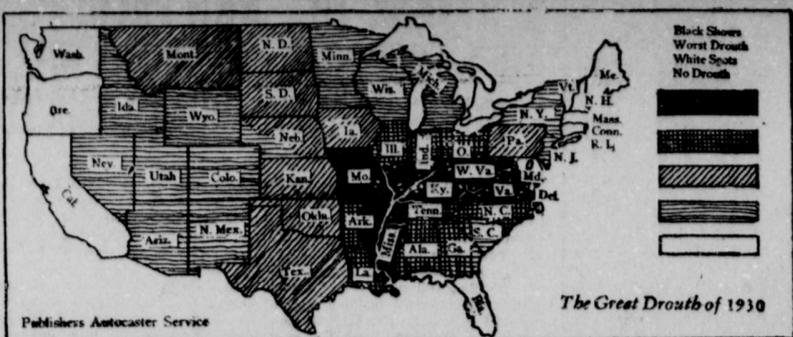 Black Shows
Worst Drouth
White Spots
No Drouth
Wash.
Mont.
N. D.
Minn.
Mich.
Vt.
Me.
Ore.
Ida.
Wyo.
S. D.
Wis.
N. Y.
N. H.
Mass.
Conn.
R. I.
Nev.
Utah
Colo.
Neb.
Ia.
Ill.
Ind.
O.
Pa.
N. J.
Md.
Del.
Cal.
Kan.
Mo.
Ky.
W. Va.
Va.
Ariz.
N. Mex.
Okla.
Ark.
Tenn.
N. C.
S. C.
Tex.
La.
Miss
Ala.
Ga.
Fla.
The Great Drouth of 1930
Publishers Autocaster Service